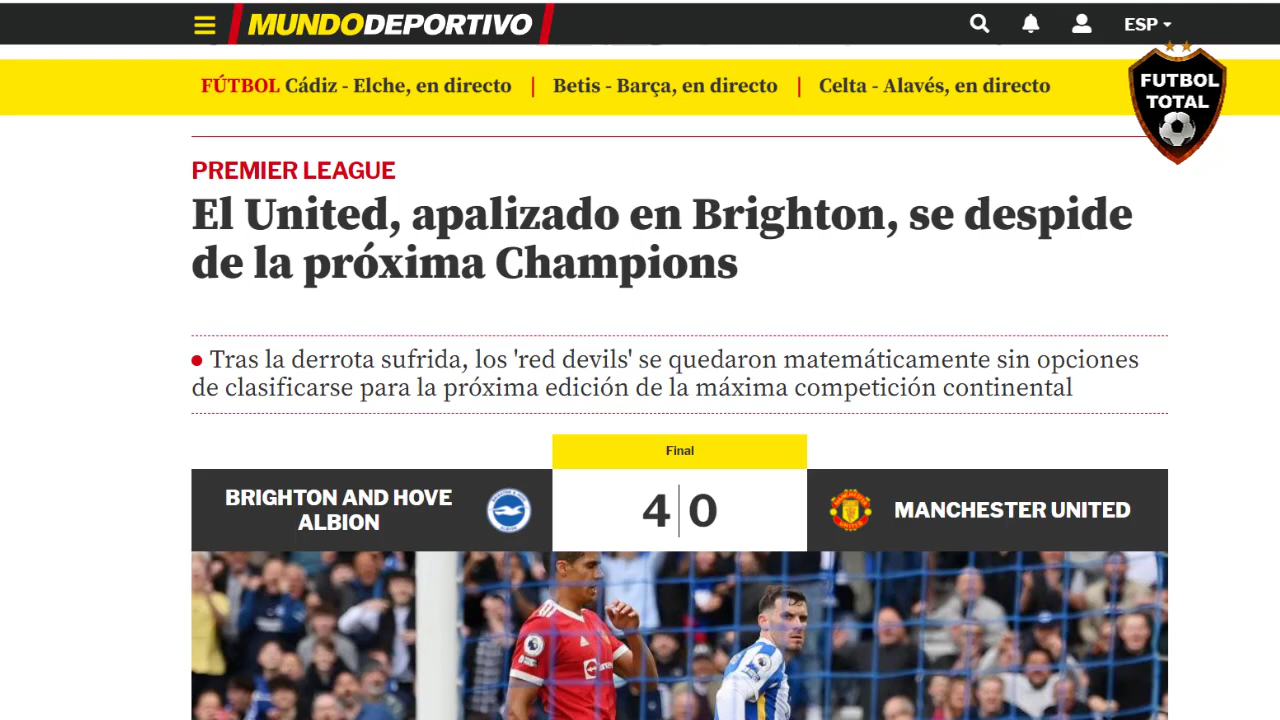 MUNDODEPORTIVO
ESP
FÚTBOL Cádiz - Elche, en directo | Betis - Barça, en directo | Celta - Alavés, en directo
FUTBOL
TOTAL
PREMIER LEAGUE
El United, apalizado en Brighton, se despide
de la próxima Champions
Tras la derrota sufrida, los 'red devils' se quedaron matemáticamente sin opciones
de clasificarse para la próxima edición de la máxima competición continental
Final
BRIGHTON AND HOVE
ALBION
4 | 0
MANCHESTER UNITED